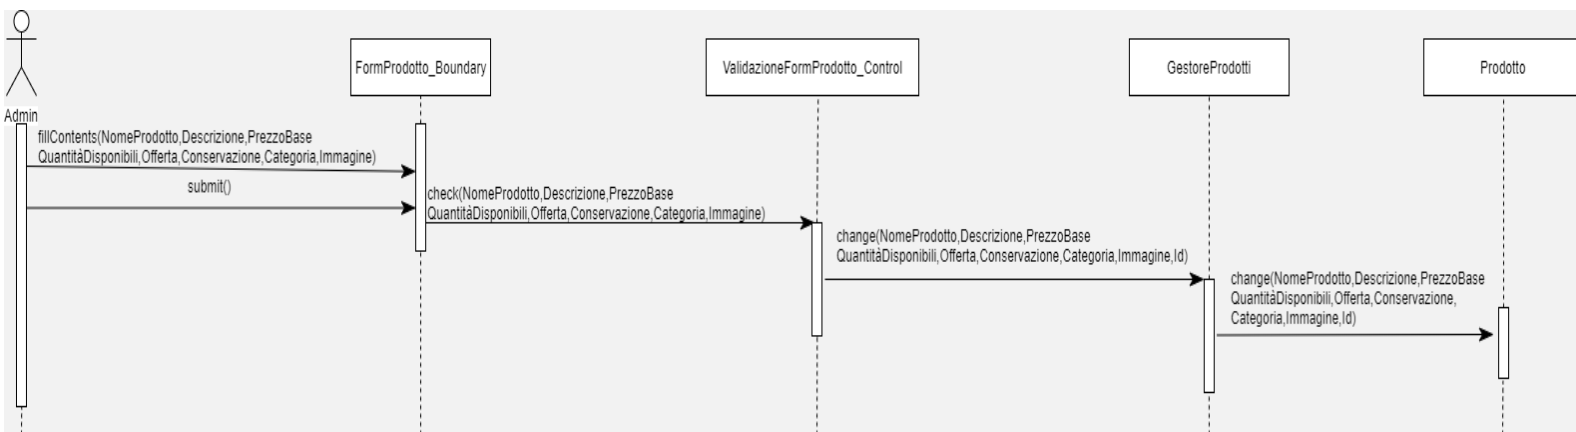 FormProdotto_Boundary
ValidazioneFormProdotto_Control
GestoreProdotti
Prodotto
Admin
fillContents(NomeProdotto,Descrizione,PrezzoBase
QuantitàDisponibili,Offerta,Conservazione,Categoria,Immagine)
submit()
check(NomeProdotto,Descrizione,PrezzoBase
QuantitàDisponibili,Offerta,Conservazione,Categoria,Immagine)
change(NomeProdotto,Descrizione,PrezzoBase
QuantitàDisponibili,Offerta,Conservazione,Categoria,Immagine,Id)
change(NomeProdotto,Descrizione,PrezzoBase
QuantitàDisponibili,Offerta,Conservazione,
Categoria,Immagine,Id)